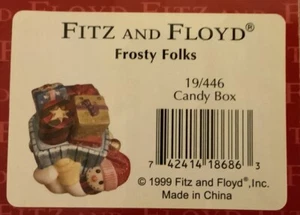 FITZ AND FLOYD®
Frosty Folks
19/446
Candy Box
7 42414 18686 3
© 1999 Fitz and Floyd®, Inc.
Made in China